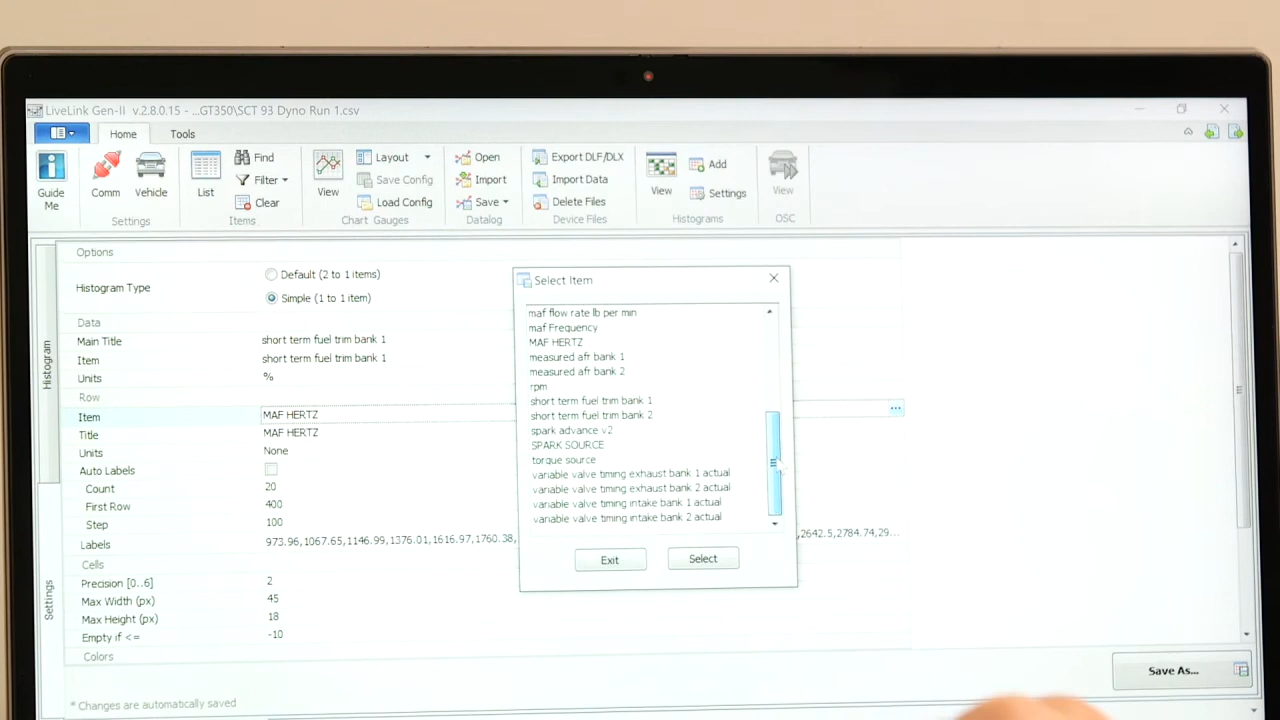 LiveLink Gen-II v.2.8.0.15 - ...GT350\SCT 93 Dyno Run 1.csv
Home Tools
Guide Me
Comm
Vehicle
Settings
List
Find
Filter
Clear
Items
View
Layout
Save Config
Load Config
Chart Gauges
Open
Import
Save
Datalog
Export DLF/DLX
Import Data
Delete Files
Device Files
View
Add
Settings
Histograms
View
OSC
Histogram
Settings
Options
Histogram Type
Default (2 to 1 items)
Simple (1 to 1 item)
Data
Main Title short term fuel trim bank 1
Item short term fuel trim bank 1
Units %
Row
Item MAF HERTZ ...
Title MAF HERTZ
Units None
Auto Labels
Count 20
First Row 400
Step 100
Labels 973.96,1067.65,1146.99,1376.01,1616.97,1760.38, 2642.5,2784.74,29...
Cells
Precision [0..6] 2
Max Width (px) 45
Max Height (px) 18
Empty if <= -10
Colors
* Changes are automatically saved
Save As...
Select Item
maf flow rate lb per min
maf Frequency
MAF HERTZ
measured afr bank 1
measured afr bank 2
rpm
short term fuel trim bank 1
short term fuel trim bank 2
spark advance v2
SPARK SOURCE
torque source
variable valve timing exhaust bank 1 actual
variable valve timing exhaust bank 2 actual
variable valve timing intake bank 1 actual
variable valve timing intake bank 2 actual
Exit Select